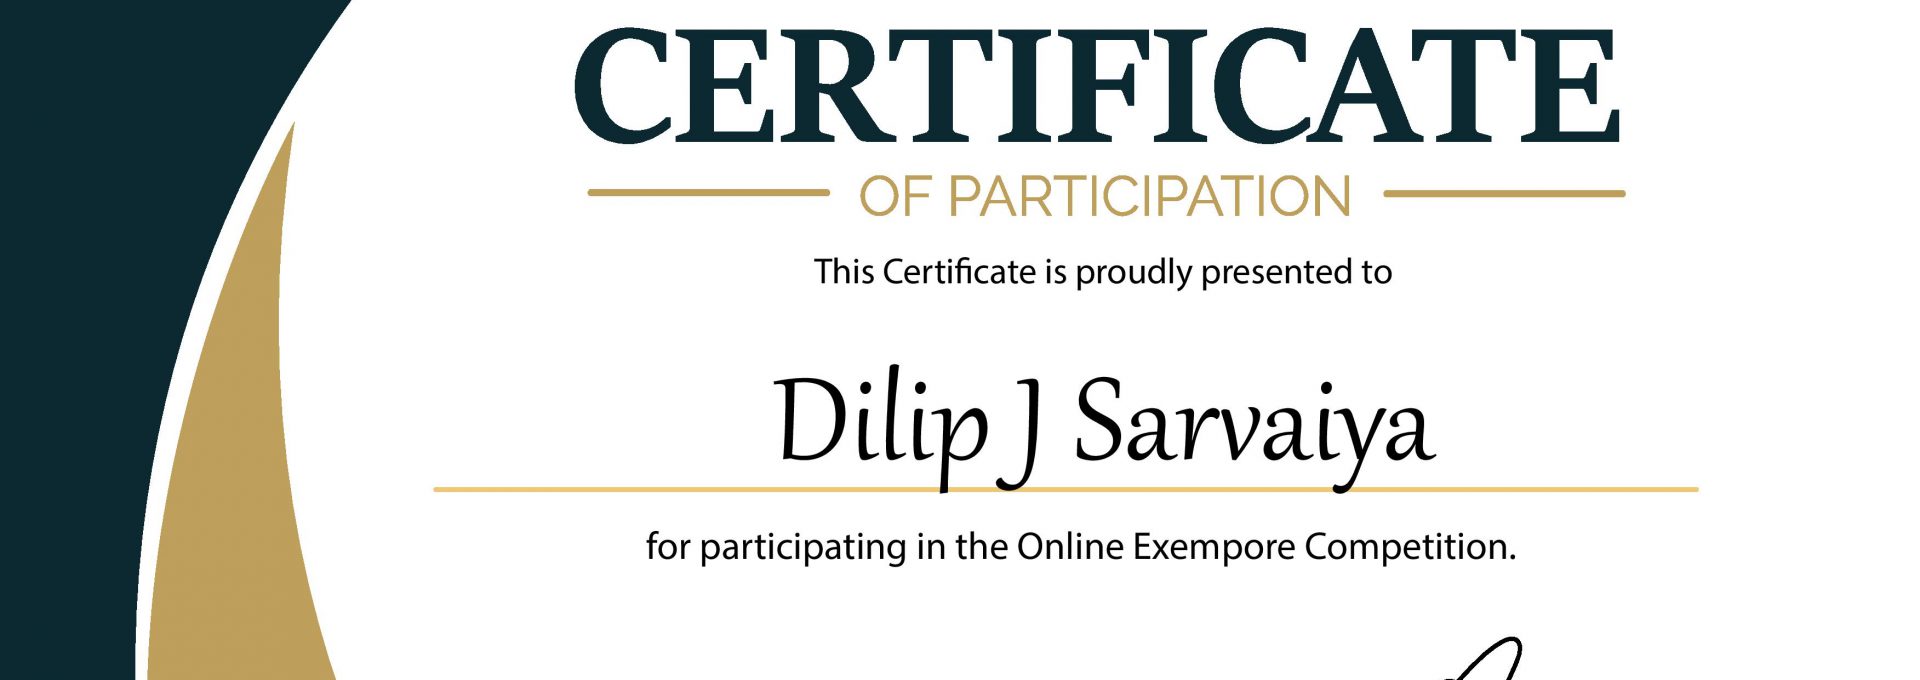 CERTIFICATE
OF PARTICIPATION
This Certificate is proudly presented to
Dilip J Sarvaiya
for participating in the Online Exempore Competition.